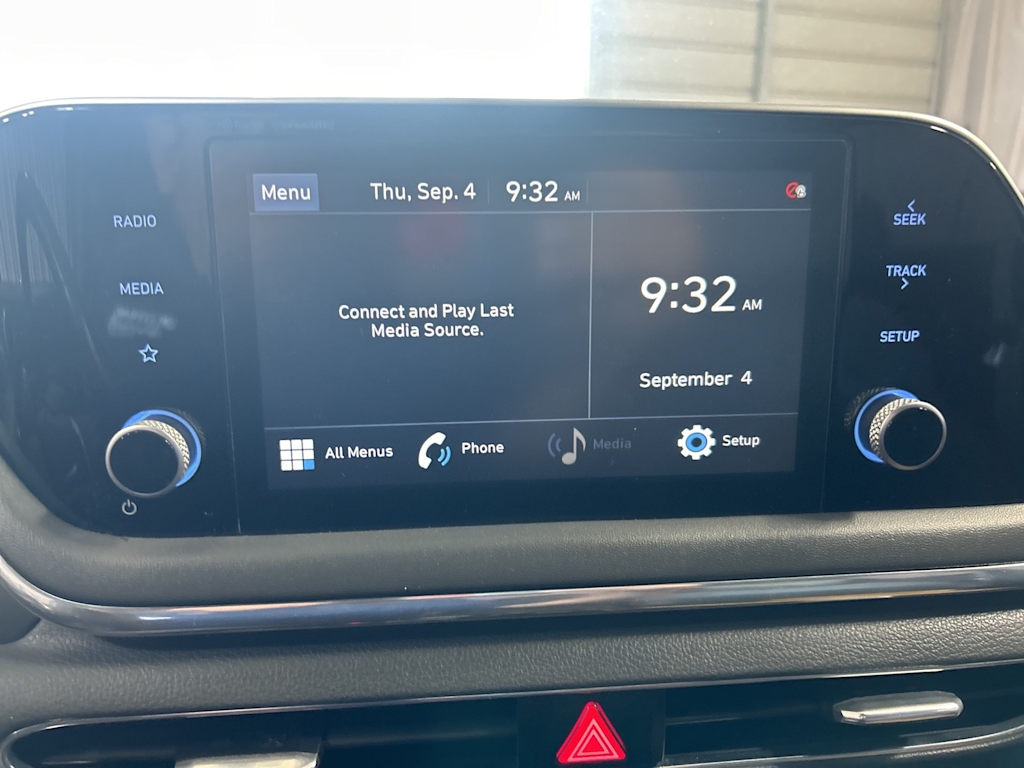 Menu
Thu, Sep. 4
9:32 AM
RADIO
MEDIA
Connect and Play Last
Media Source.
9:32 AM
September 4
SEEK
TRACK
SETUP
All Menus
Phone
Media
Setup